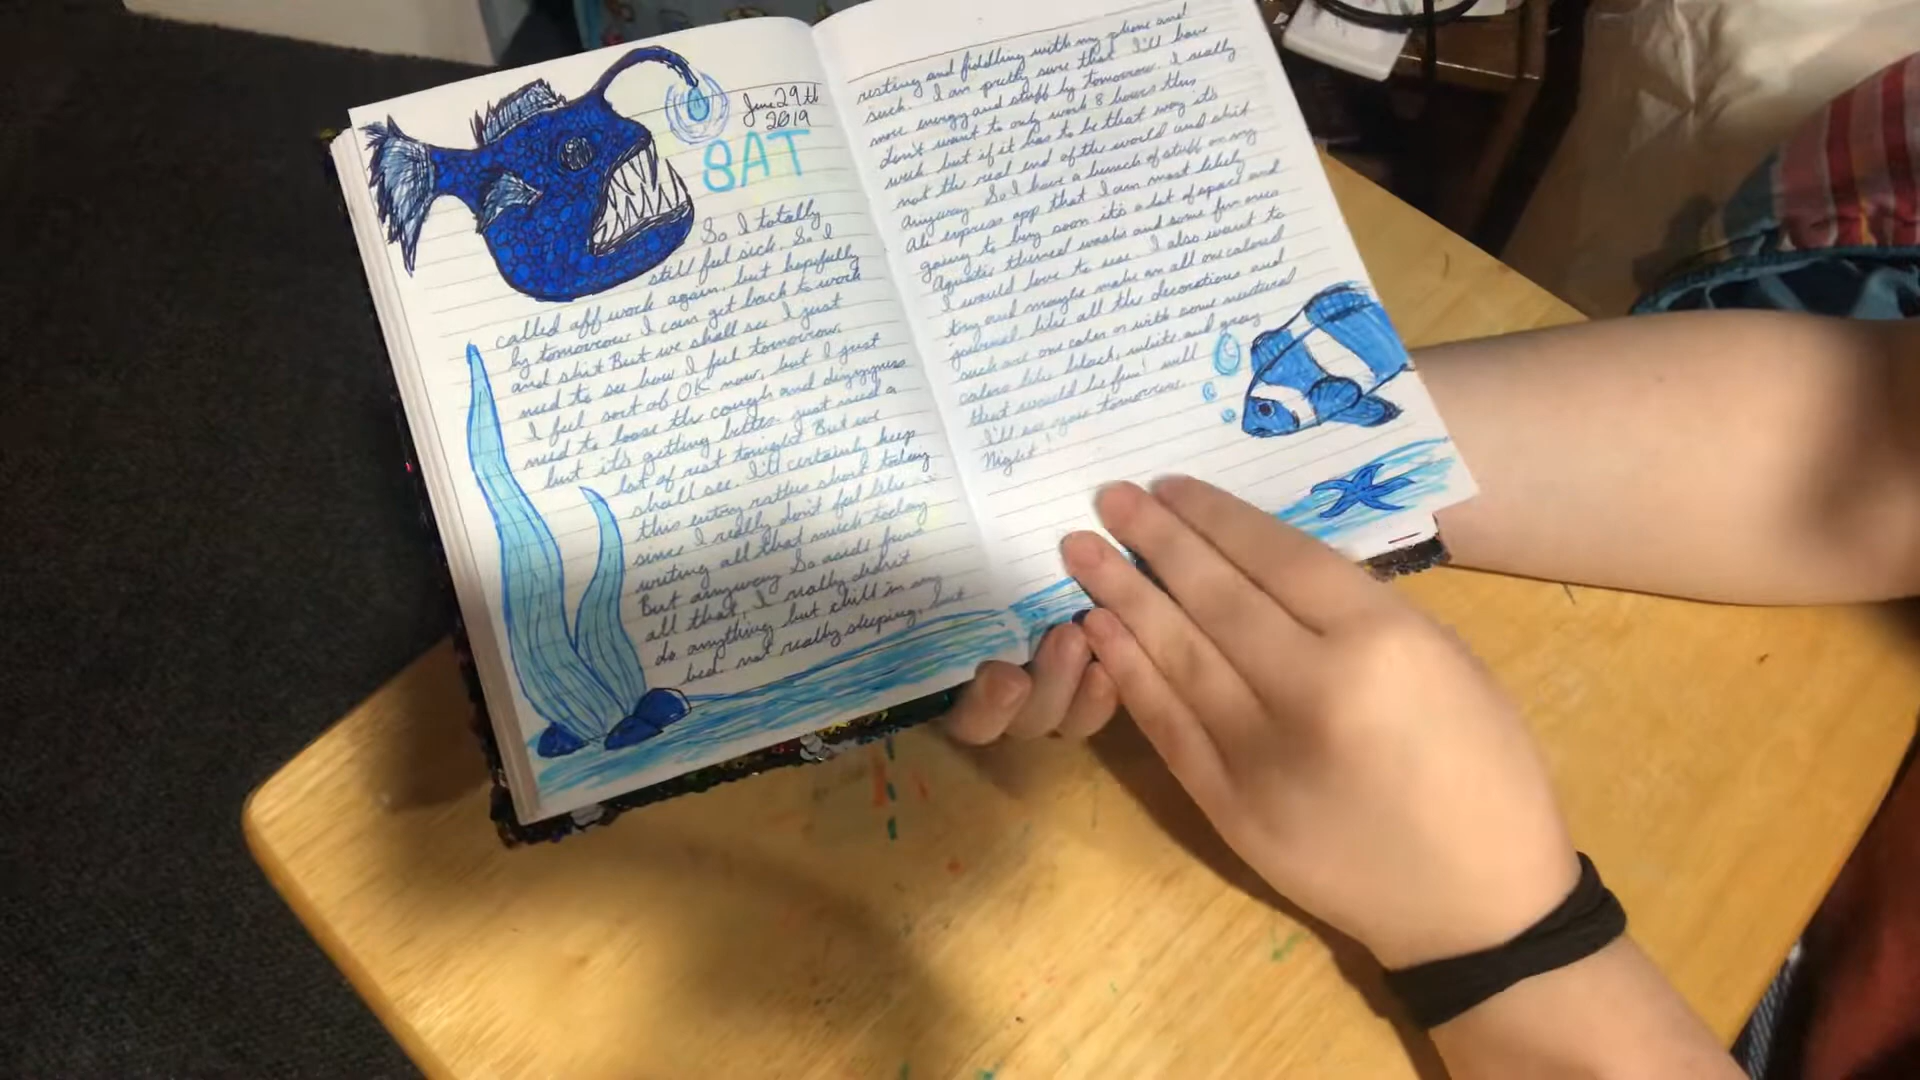 June 29th
2019
SAT
So I totally
still feel sick. So I
called off work again, but hopefully
by tomorrow I can get back to work
and shit But we shall see I just
need to see how I feel tomorrow.
I feel sort of OK now, but I just
need to loose the cough and dizzyness
but it's getting better. just need a
lot of rest tonight But we
shall see. I'll certainly keep
this entry rather short today
since I really don't feel like
writing all that much today
But anyway So aside from
all that, I really didn't
do anything but chill in my
bed. not really sleeping, but
resting and fiddling with my phone and
such. I am pretty sure that I'll have
more energy and stuff by tomorrow. I really
don't want to only work 8 hours this
week but if it has to be that way it's
not the real end of the world and shit
Anyway. So I have a bunch of stuff on my
Ali express app that I am most likely
going to buy soon it's a lot of space and
Aquatic themed washi and some fun ones
I would love to use. I also want to
try and maybe make an all one colored
journal like all the decorations and
such are one color or with some nuetural
colors like black, white, and gray
that would be fun! well
I'll see you tomorrow.
Night!